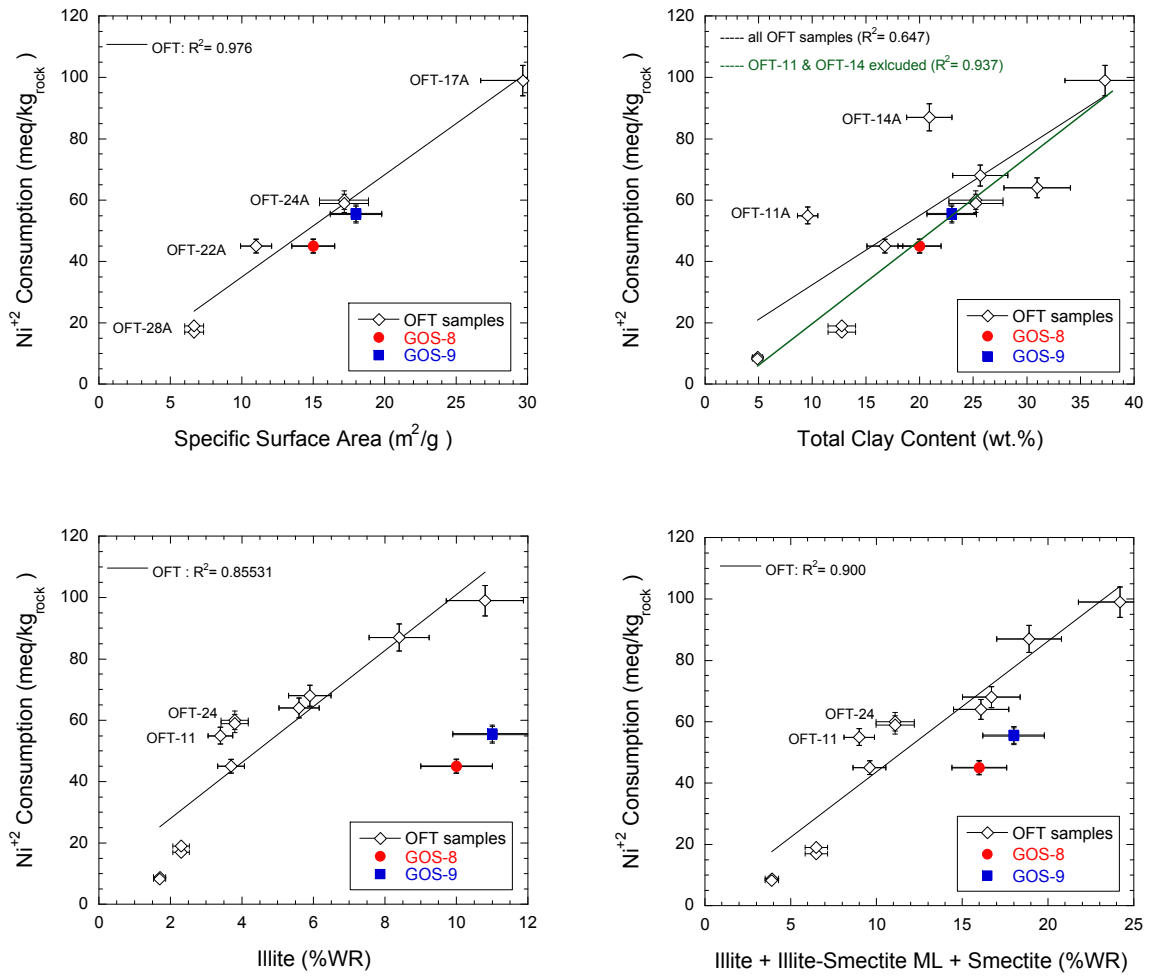 OFT: R²= 0.976
OFT-17A
OFT-24A
OFT-22A
OFT-28A
OFT samples
GOS-8
GOS-9
120
100
80
60
40
20
0
0 5 10 15 20 25 30
Ni⁺² Consumption (meq/kg_rock )
Specific Surface Area (m²/g )
----- all OFT samples (R²= 0.647)
----- OFT-11 & OFT-14 exlcuded (R²= 0.937)
OFT-14A
OFT-11A
OFT samples
GOS-8
GOS-9
120
100
80
60
40
20
0
0 5 10 15 20 25 30 35 40
Ni⁺² Consumption (meq/kg_rock )
Total Clay Content (wt.%)
OFT : R²= 0.85531
OFT-24
OFT-11
OFT samples
GOS-8
GOS-9
120
100
80
60
40
20
0
0 2 4 6 8 10 12
Ni⁺² Consumption (meq/kg_rock )
Illite (%WR)
OFT: R²= 0.900
OFT-24
OFT-11
OFT samples
GOS-8
GOS-9
120
100
80
60
40
20
0
0 5 10 15 20 25
Ni⁺² Consumption (meq/kg_rock )
Illite + Illite-Smectite ML + Smectite (%WR)